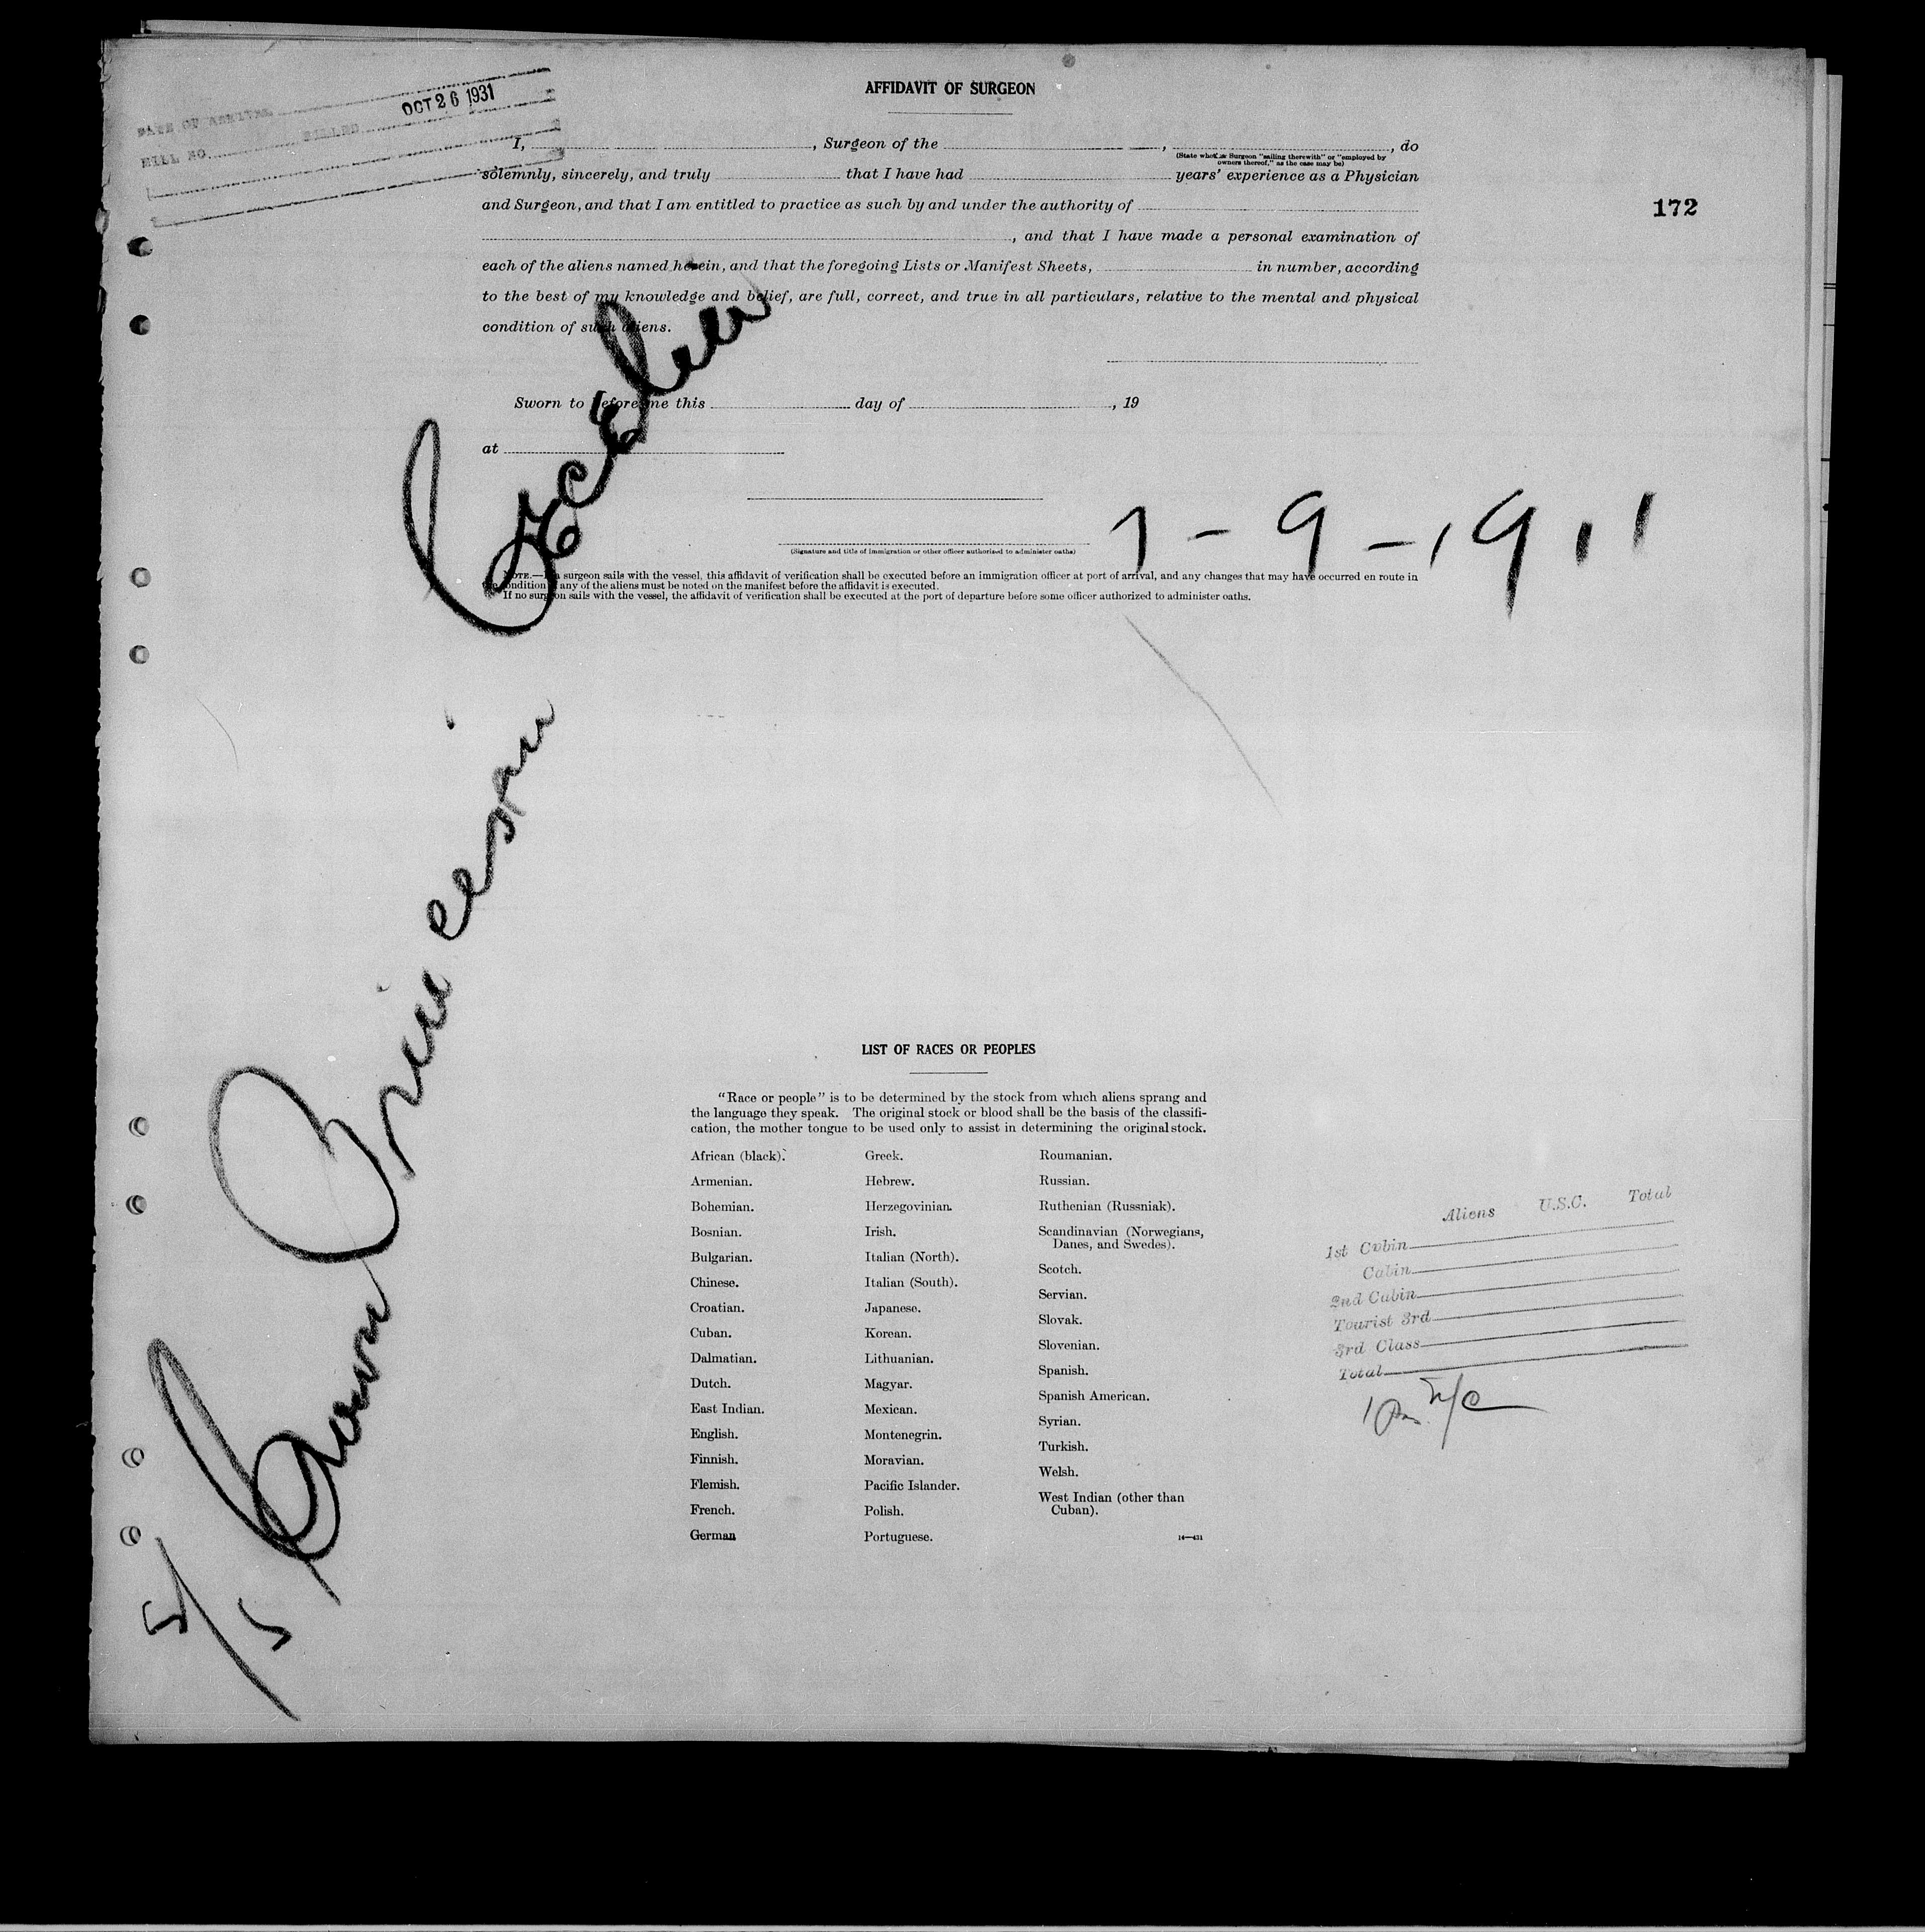 AFFIDAVIT OF SURGEON
DATE OF ARRIVAL OCT 26 1931
BILL NO. BILLED
172
I, , Surgeon of the , , do
(State whether Surgeon "sailing therewith" or "employed by
owners thereof," as the case may be)
solemnly, sincerely, and truly that I have had years' experience as a Physician
and Surgeon, and that I am entitled to practice as such by and under the authority of
, and that I have made a personal examination of
each of the aliens named herein, and that the foregoing Lists or Manifest Sheets, in number, according
to the best of my knowledge and belief, are full, correct, and true in all particulars, relative to the mental and physical
condition of such aliens.
Sworn to before me this day of , 19
at
(Signature and title of immigration or other officer authorized to administer oaths)
NOTE.—If a surgeon sails with the vessel, this affidavit of verification shall be executed before an immigration officer at port of arrival, and any changes that may have occurred en route in
the condition of any of the aliens must be noted on the manifest before the affidavit is executed.
If no surgeon sails with the vessel, the affidavit of verification shall be executed at the port of departure before some officer authorized to administer oaths.
5/5
LIST OF RACES OR PEOPLES
"Race or people" is to be determined by the stock from which aliens sprang and
the language they speak. The original stock or blood shall be the basis of the classifi-
cation, the mother tongue to be used only to assist in determining the original stock.
African (black).
Armenian.
Bohemian.
Bosnian.
Bulgarian.
Chinese.
Croatian.
Cuban.
Dalmatian.
Dutch.
East Indian.
English.
Finnish.
Flemish.
French.
German
Greek.
Hebrew.
Herzegovinian.
Irish.
Italian (North).
Italian (South).
Japanese.
Korean.
Lithuanian.
Magyar.
Mexican.
Montenegrin.
Moravian.
Pacific Islander.
Polish.
Portuguese.
Roumanian.
Russian.
Ruthenian (Russniak).
Scandinavian (Norwegians,
Danes, and Swedes).
Scotch.
Servian.
Slovak.
Slovenian.
Spanish.
Spanish American.
Syrian.
Turkish.
Welsh.
West Indian (other than
Cuban).
14—431
Aliens U.S.C. Total
1st Cabin
Cabin
2nd Cabin
Tourist 3rd
3rd Class
Total